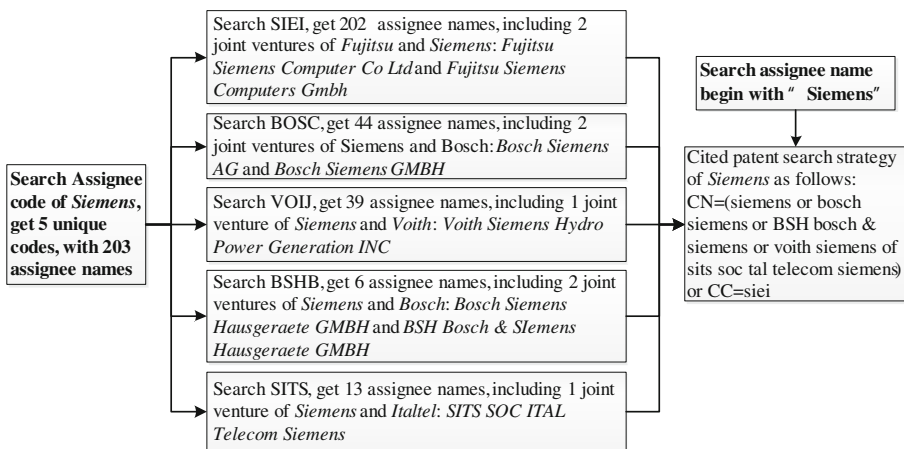 Search Assignee
code of Siemens,
get 5 unique
codes, with 203
assignee names
Search SIEI, get 202 assignee names, including 2
joint ventures of Fujitsu and Siemens: Fujitsu
Siemens Computer Co Ltd and Fujitsu Siemens
Computers Gmbh
Search BOSC, get 44 assignee names, including 2
joint ventures of Siemens and Bosch: Bosch Siemens
AG and Bosch Siemens GMBH
Search VOIJ, get 39 assignee names, including 1 joint
venture of Siemens and Voith: Voith Siemens Hydro
Power Generation INC
Search BSHB, get 6 assignee names, including 2 joint
ventures of Siemens and Bosch: Bosch Siemens
Hausgeraete GMBH and BSH Bosch & SIemens
Hausgeraete GMBH
Search SITS, get 13 assignee names, including 1 joint
venture of Siemens and Italtel: SITS SOC ITAL
Telecom Siemens
Search assignee name
begin with “ Siemens”
Cited patent search strategy
of Siemens as follows:
CN=(siemens or bosch
siemens or BSH bosch &
siemens or voith siemens of
sits soc tal telecom siemens)
or CC=siei